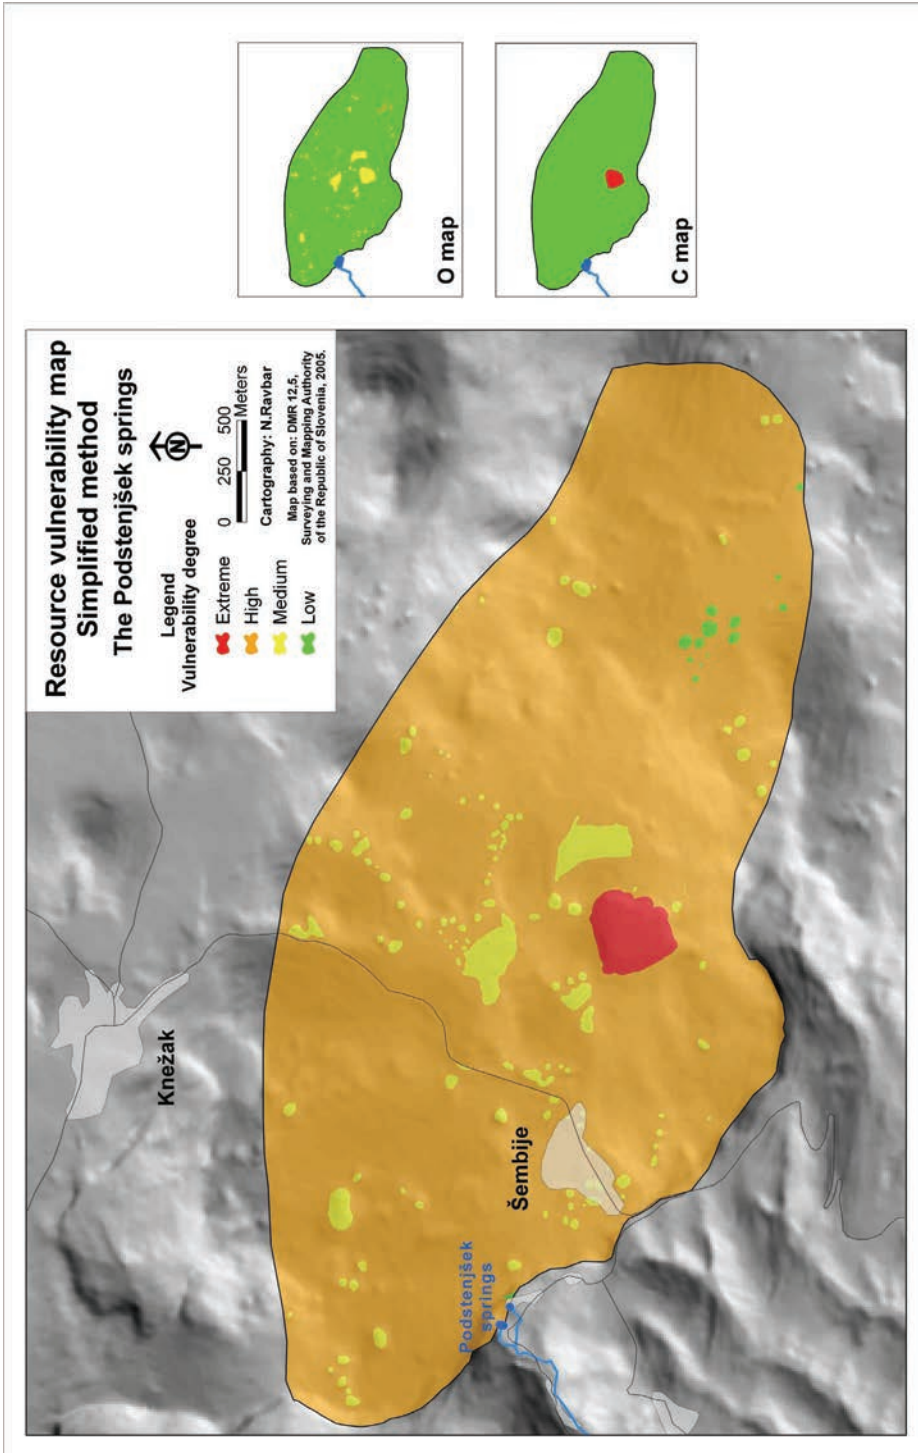 Resource vulnerability map
Simplified method
The Podstenjšek springs
Legend
Vulnerability degree
Extreme
High
Medium
Low
N
0 250 500
Meters
Cartography: N.Ravbar
Map based on: DMR 12,5,
Surveying and Mapping Authority
of the Republic of Slovenia, 2005.
Knežak
Šembije
Podstenjšek
springs
O map
C map